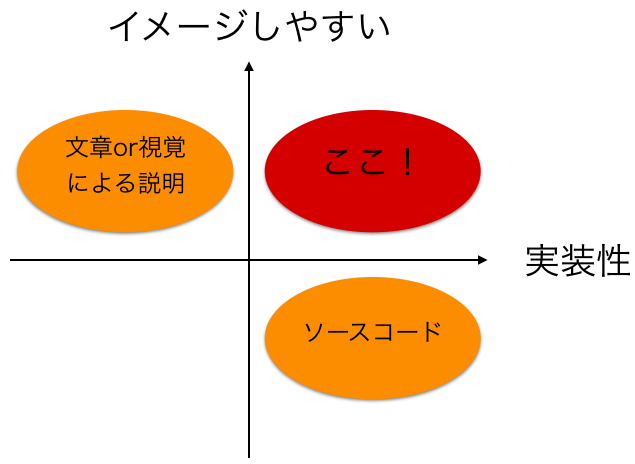 イメージしやすい
文章or視覚
による説明
ここ！
実装性
ソースコード